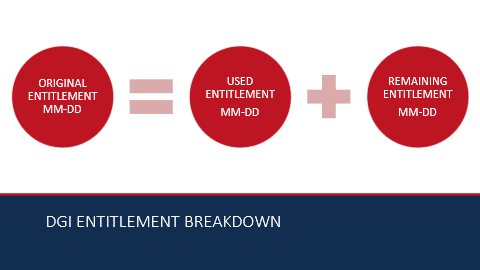 ORIGINAL
ENTITLEMENT
MM-DD
=
USED
ENTITLEMENT
MM-DD
+
REMAINING
ENTITLEMENT
MM-DD
DGI ENTITLEMENT BREAKDOWN